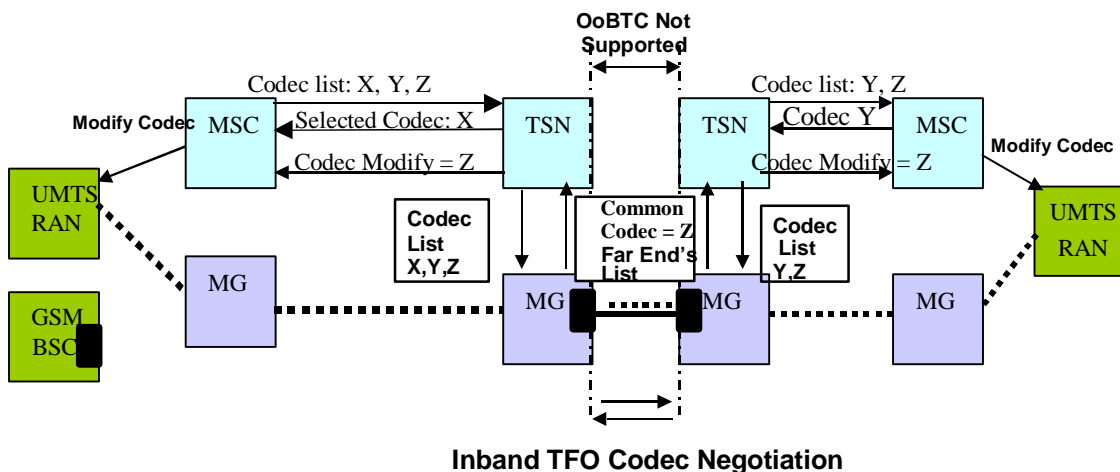 OoBTC Not
Supported
Codec list: X, Y, Z
Codec list: Y, Z
Modify Codec
MSC
Selected Codec: X
TSN
TSN
Codec Y
MSC
Modify Codec
Codec Modify = Z
Codec Modify = Z
UMTS
RAN
Codec
List
X,Y,Z
Common
Codec = Z
Far End's
List
Codec
List
Y,Z
UMTS
RAN
MG
MG
MG
MG
GSM
BSC
Inband TFO Codec Negotiation